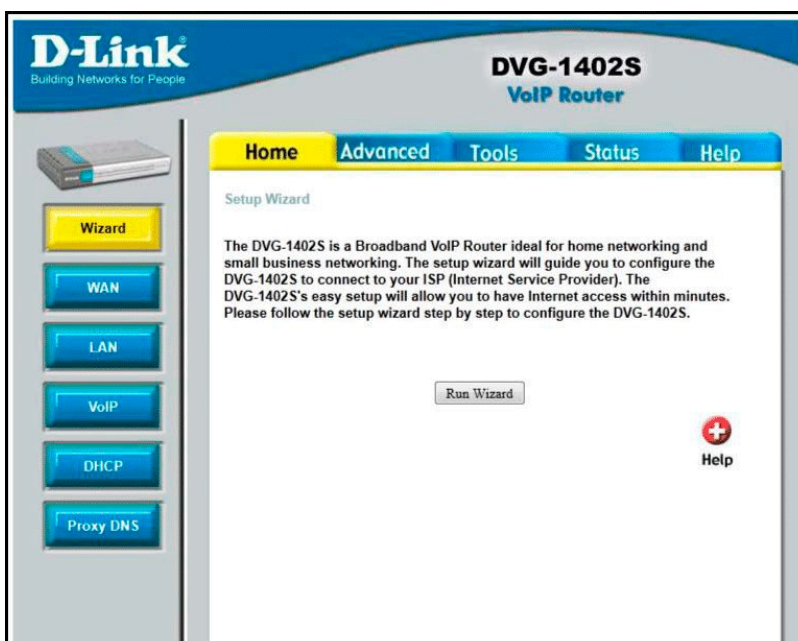 D-Link
Building Networks for People
DVG-1402S
VoIP Router
Home
Advanced
Tools
Status
Help
Wizard
WAN
LAN
VoIP
DHCP
Proxy DNS
Setup Wizard
The DVG-1402S is a Broadband VoIP Router ideal for home networking and
small business networking. The setup wizard will guide you to configure the
DVG-1402S to connect to your ISP (Internet Service Provider). The
DVG-1402S's easy setup will allow you to have Internet access within minutes.
Please follow the setup wizard step by step to configure the DVG-1402S.
Run Wizard
Help